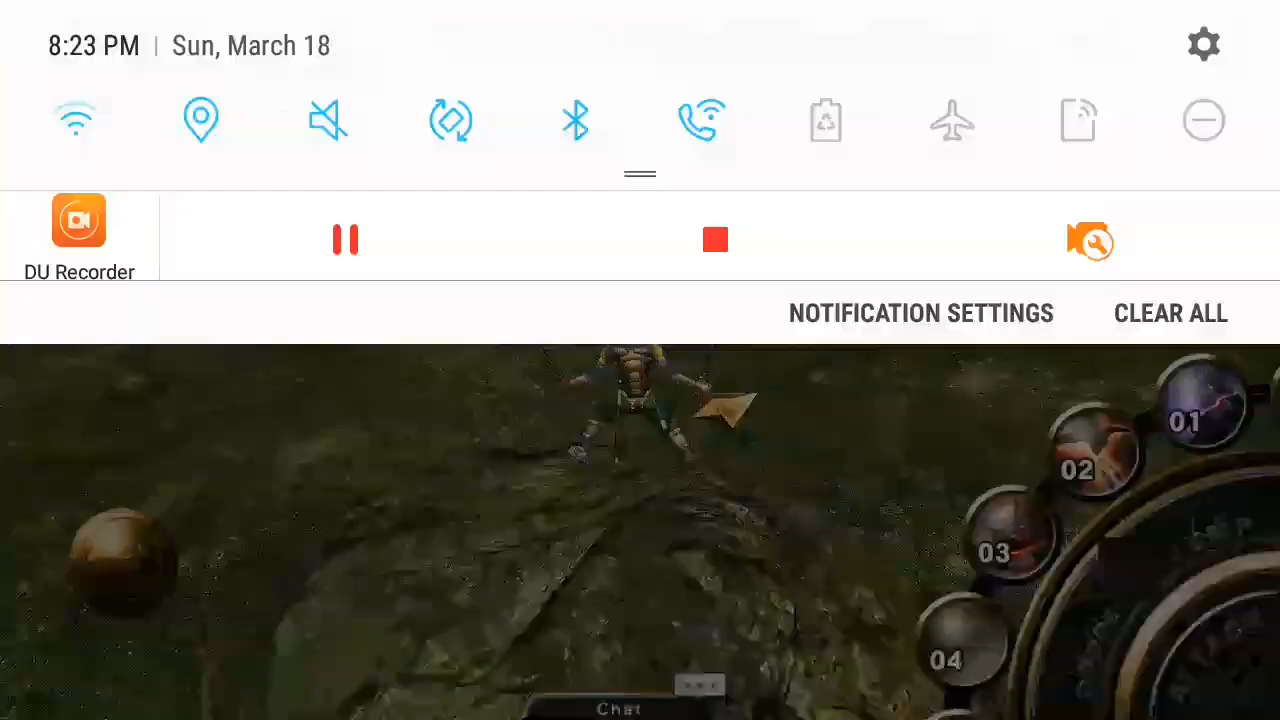 8:23 PM | Sun, March 18
DU Recorder
NOTIFICATION SETTINGS
CLEAR ALL
01
02
03
04
Chat